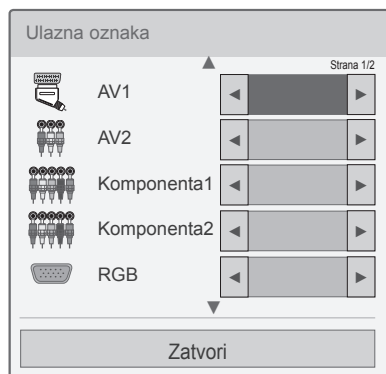 Ulazna oznaka
Strana 1/2
AV1
AV2
Komponenta1
Komponenta2
RGB
Zatvori